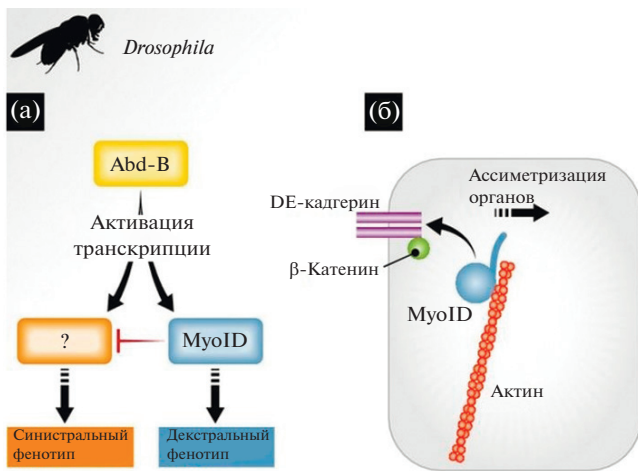 Drosophila
(а)
Abd-B
Активация
транскрипции
?
MyoID
Синистральный
фенотип
Декстральный
фенотип
(б)
Ассиметризация
органов
DE-кадгерин
β-Катенин
MyoID
Актин